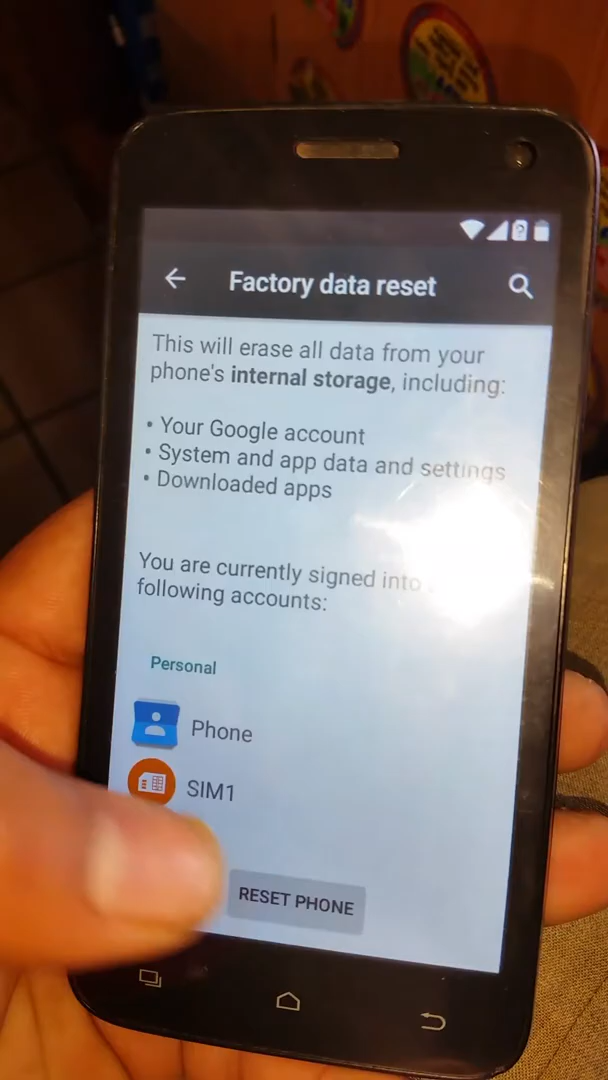 Factory data reset
This will erase all data from your
phone's internal storage, including:
• Your Google account
• System and app data and settings
• Downloaded apps
You are currently signed into
following accounts:
Personal
Phone
SIM1
RESET PHONE